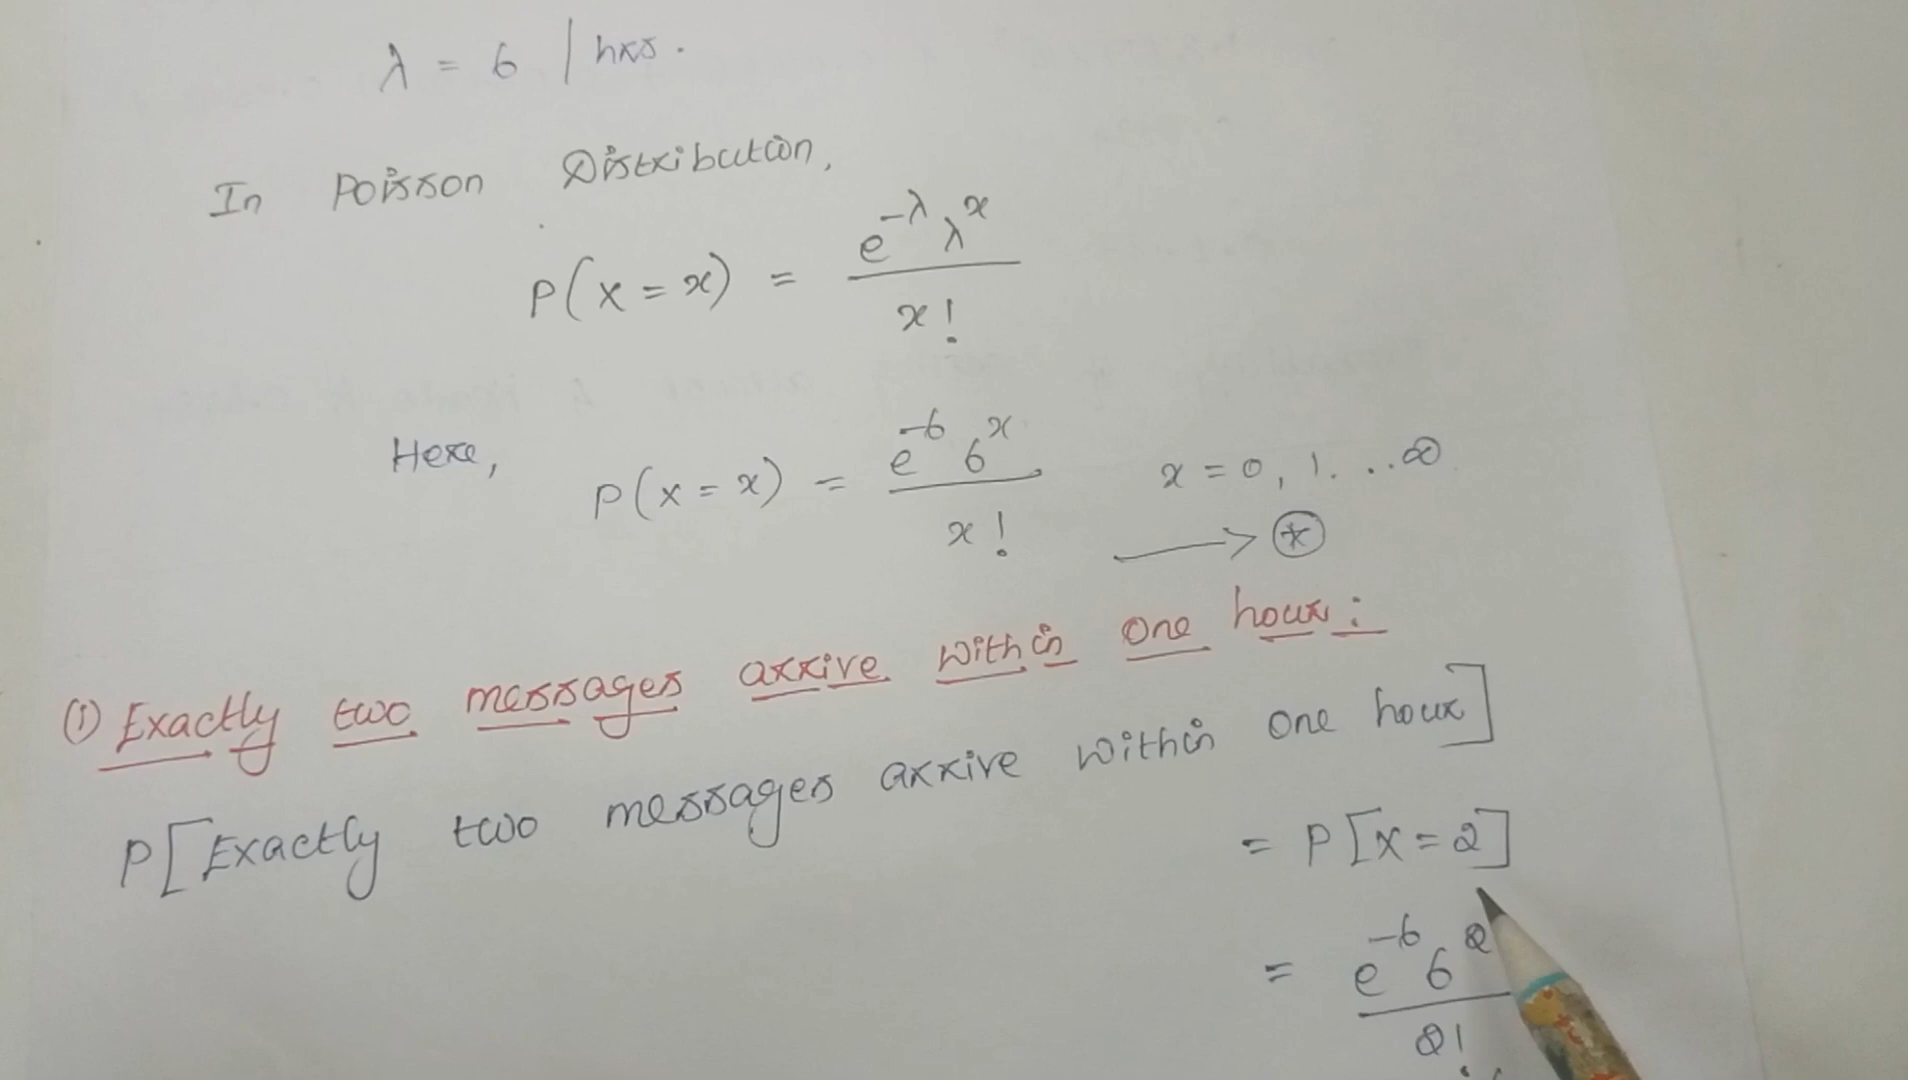 λ = 6 / hrs.
In Poisson Distribution,
P(X = x) = e^{-λ} λ^x / x!
Here, P(X = x) = e^{-6} 6^x / x!   x = 0, 1. ..∞
⟶ ⊛
(1) Exactly two messages arrive within one hour:
P[Exactly two messages arrive within one hour]
= P[X = 2]
= e^{-6} 6^2 / 2!